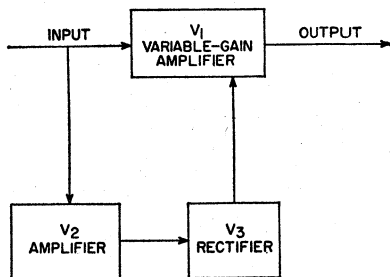 INPUT
V1
VARIABLE-GAIN
AMPLIFIER
OUTPUT
V2
AMPLIFIER
V3
RECTIFIER